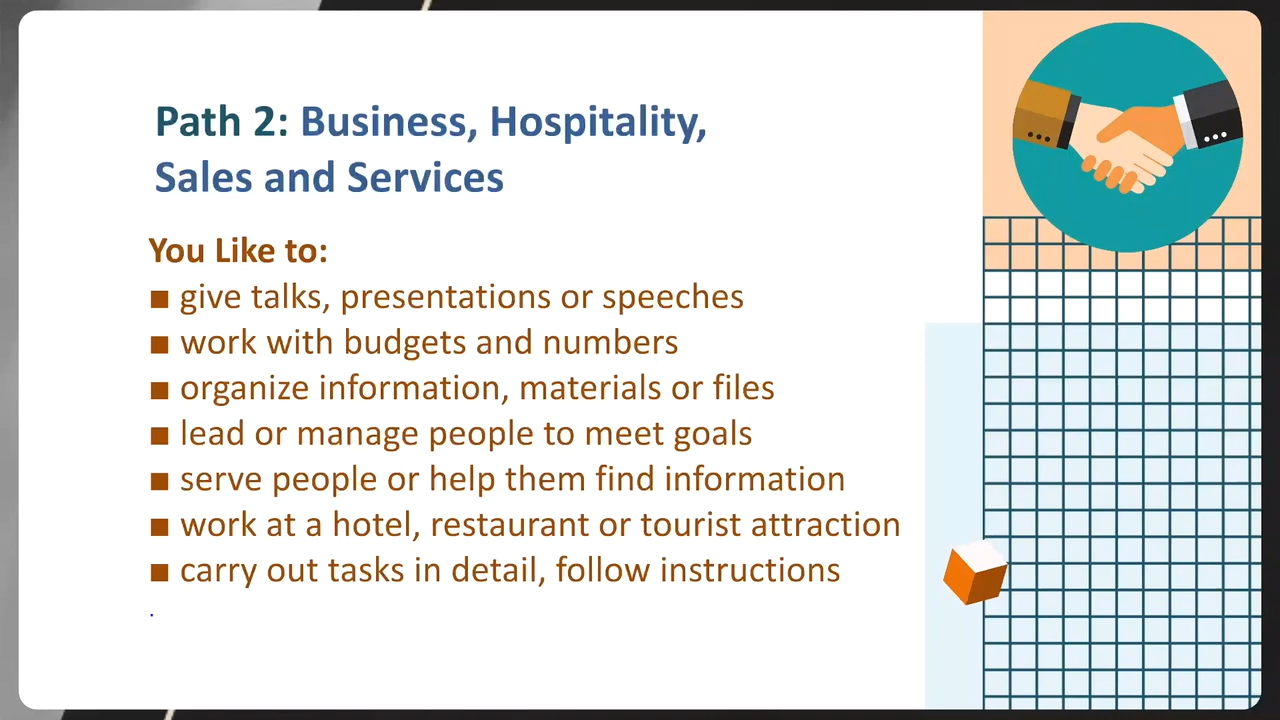 Path 2: Business, Hospitality,
Sales and Services
You Like to:
■ give talks, presentations or speeches
■ work with budgets and numbers
■ organize information, materials or files
■ lead or manage people to meet goals
■ serve people or help them find information
■ work at a hotel, restaurant or tourist attraction
■ carry out tasks in detail, follow instructions
.